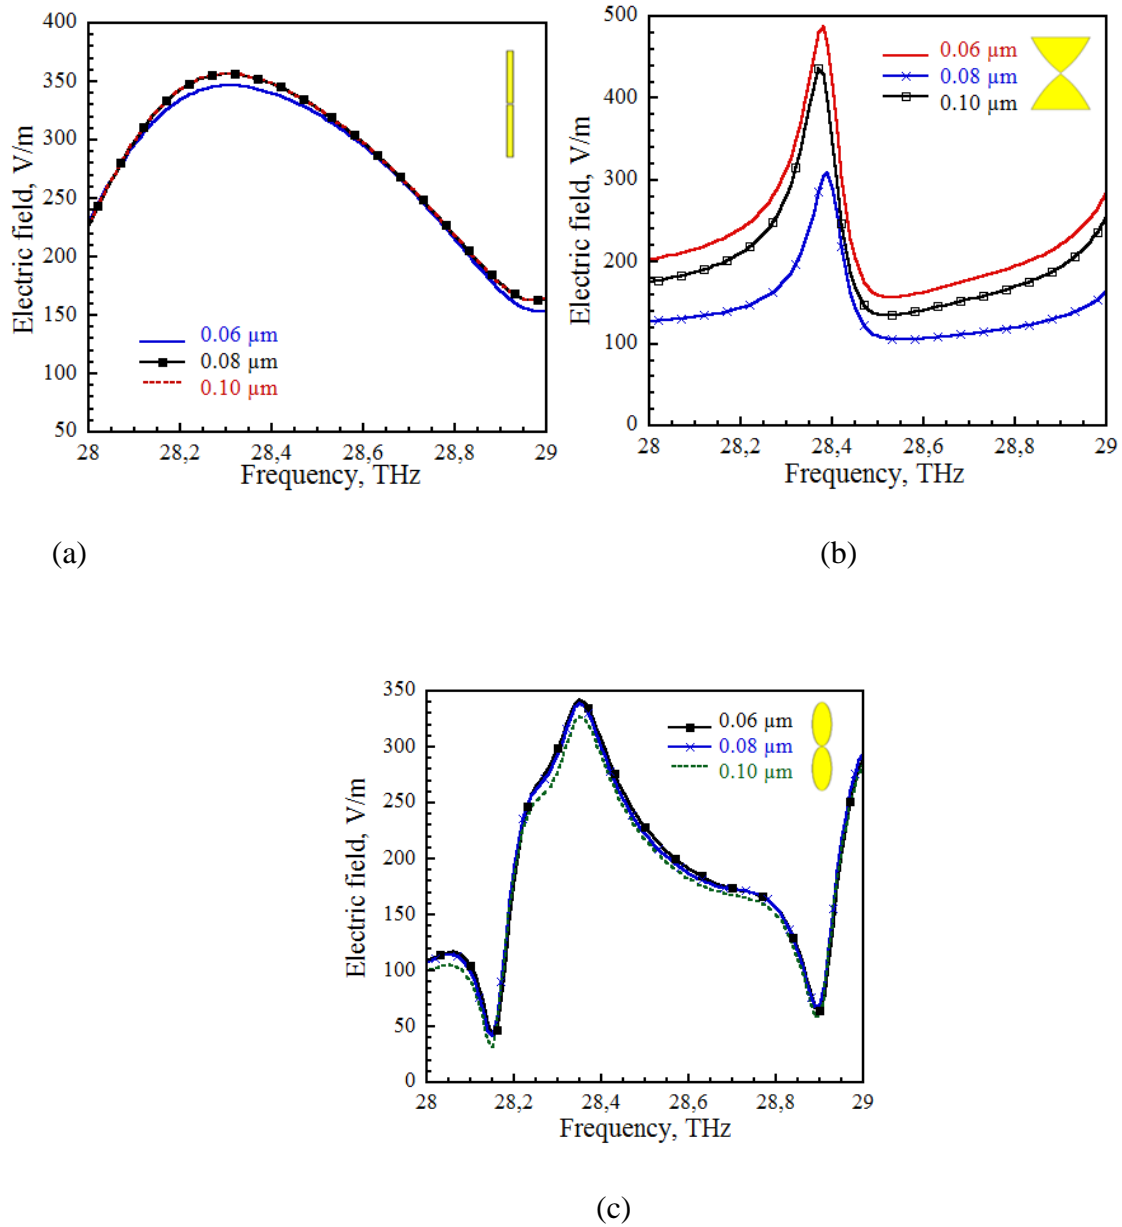 400
350
300
250
200
150
100
50
Electric field, V/m
0.06 µm
0.08 µm
0.10 µm
28
28,2
28,4
28,6
28,8
29
Frequency, THz
(a)
500
400
300
200
100
0
Electric field, V/m
0.06 µm
0.08 µm
0.10 µm
28
28,2
28,4
28,6
28,8
29
Frequency, THz
(b)
350
300
250
200
150
100
50
0
Electric field, V/m
0.06 µm
0.08 µm
0.10 µm
28
28,2
28,4
28,6
28,8
29
Frequency, THz
(c)